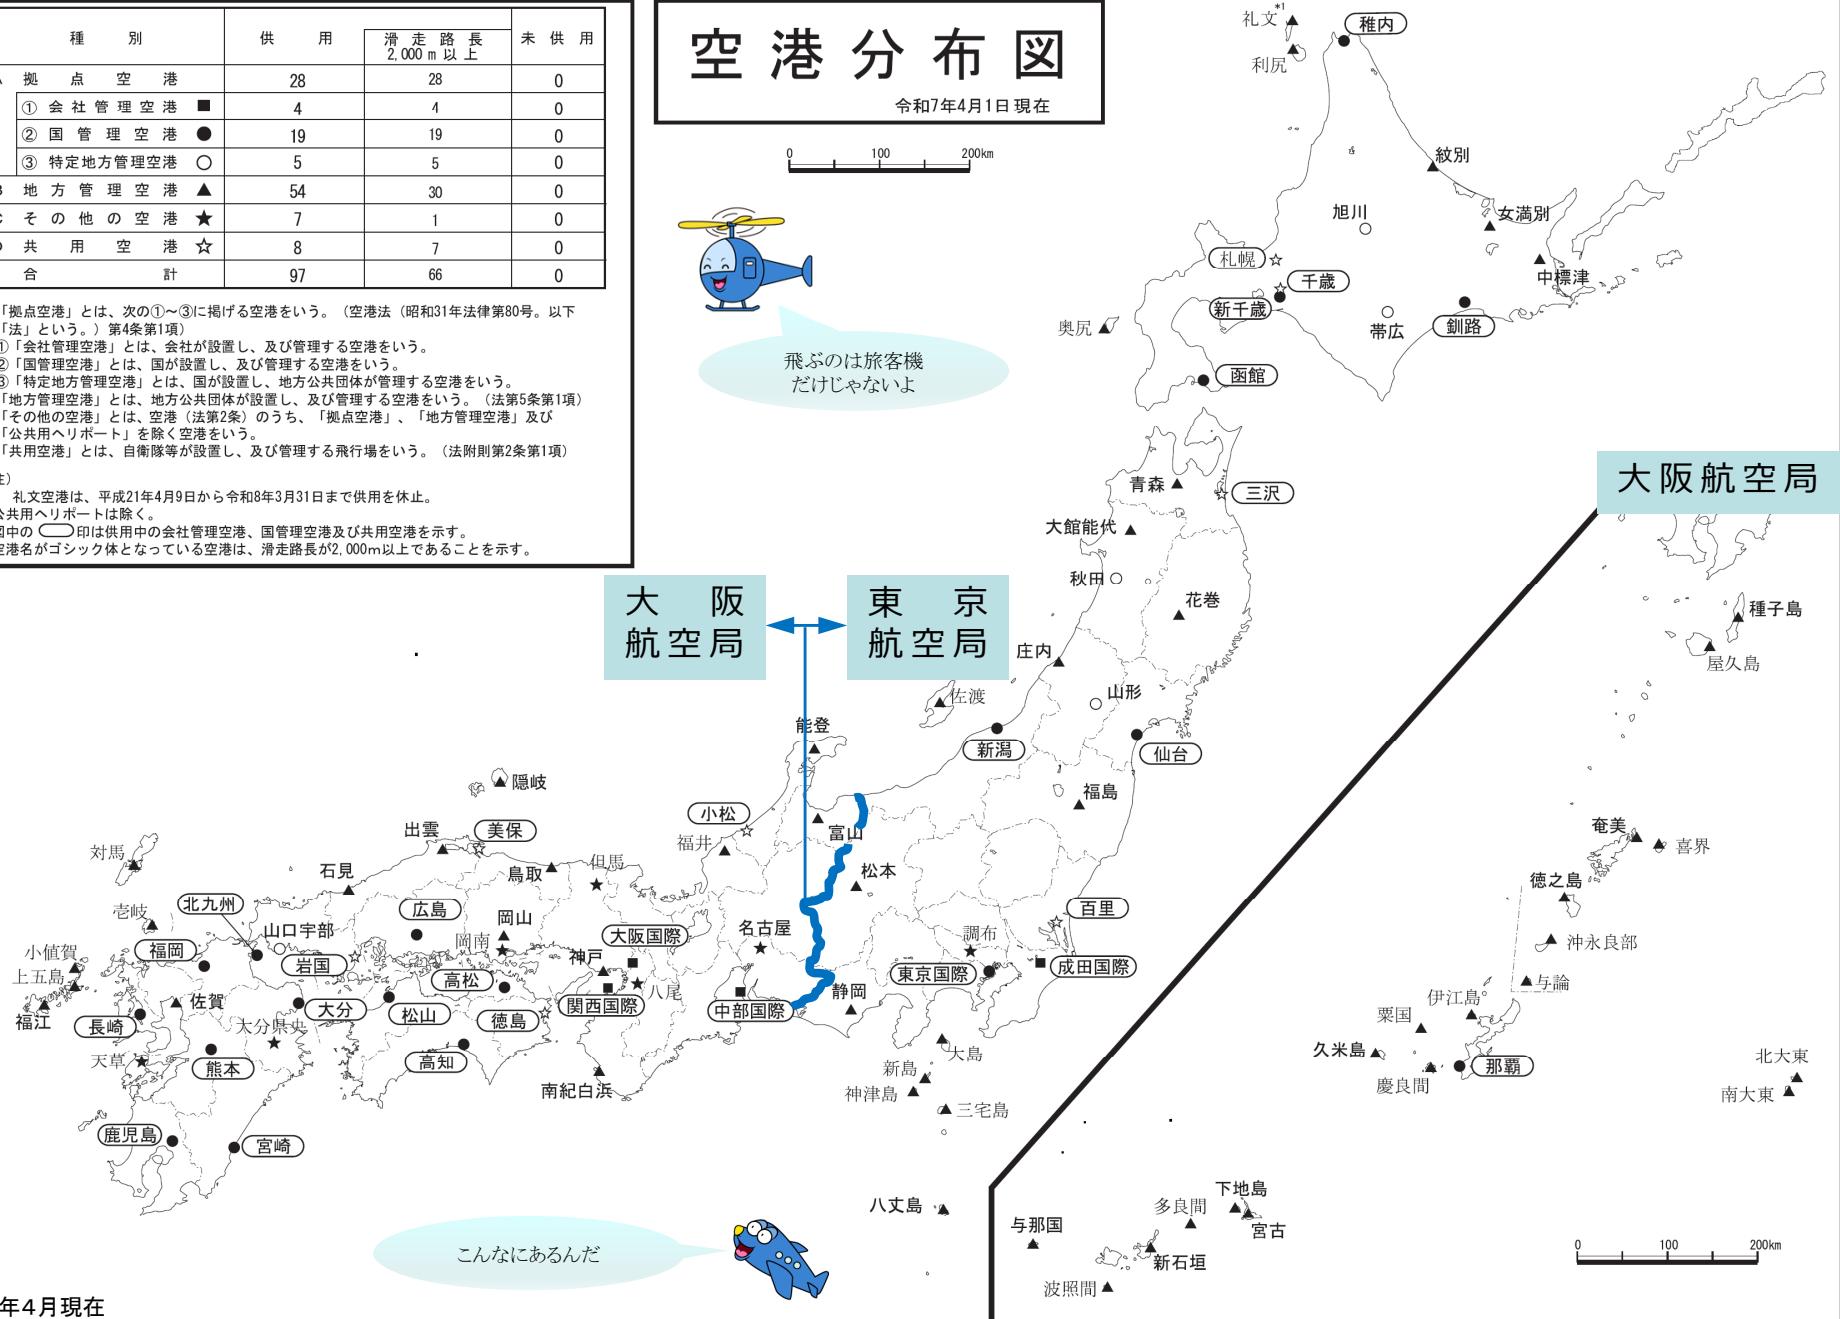 種別 供用 滑走路長 2,000m以上 未供用
拠点空港 28 28 0
① 会社管理空港 ■ 4 4 0
② 国管理空港 ● 19 19 0
③ 特定地方管理空港 ○ 5 5 0
地方管理空港 ▲ 54 30 0
その他の空港 ★ 7 1 0
共用空港 ☆ 8 7 0
合計 97 66 0
「拠点空港」とは、次の①~③に掲げる空港をいう。(空港法(昭和31年法律第80号。以下
「法」という。)第4条第1項)
①「会社管理空港」とは、会社が設置し、及び管理する空港をいう。
②「国管理空港」とは、国が設置し、及び管理する空港をいう。
③「特定地方管理空港」とは、国が設置し、地方公共団体が管理する空港をいう。
「地方管理空港」とは、地方公共団体が設置し、及び管理する空港をいう。(法第5条第1項)
「その他の空港」とは、空港(法第2条)のうち、「拠点空港」、「地方管理空港」及び
「公共用ヘリポート」を除く空港をいう。
「共用空港」とは、自衛隊等が設置し、及び管理する飛行場をいう。(法附則第2条第1項)
注)
礼文空港は、平成21年4月9日から令和8年3月31日まで供用を休止。
公共用ヘリポートは除く。
図中の 印は供用中の会社管理空港、国管理空港及び共用空港を示す。
空港名がゴシック体となっている空港は、滑走路長が2,000m以上であることを示す。
空港分布図
令和7年4月1日現在
0 100 200km
飛ぶのは旅客機
だけじゃないよ
大阪
航空局
東京
航空局
大阪航空局
礼文*1
利尻
稚内
紋別
旭川
女満別
札幌
千歳
中標津
新千歳
奥尻
帯広
釧路
函館
青森
三沢
大館能代
秋田
花巻
庄内
山形
佐渡
新潟
仙台
能登
福島
隠岐
小松
出雲
美保
福井
富山
対馬
石見
鳥取
但馬
松本
北九州
広島
岡山
百里
壱岐
山口宇部
岡南
大阪国際
名古屋
調布
小値賀
福岡
岩国
神戸
上五島
高松
八尾
東京国際
成田国際
佐賀
関西国際
中部国際
静岡
福江
長崎
大分
松山
徳島
大分県央
天草
熊本
高知
南紀白浜
大島
新島
神津島
三宅島
鹿児島
宮崎
八丈島
種子島
屋久島
奄美
喜界
徳之島
沖永良部
与論
伊江島
粟国
久米島
慶良間
那覇
北大東
南大東
下地島
多良間
宮古
与那国
新石垣
波照間
0 100 200km
こんなにあるんだ
年4月現在